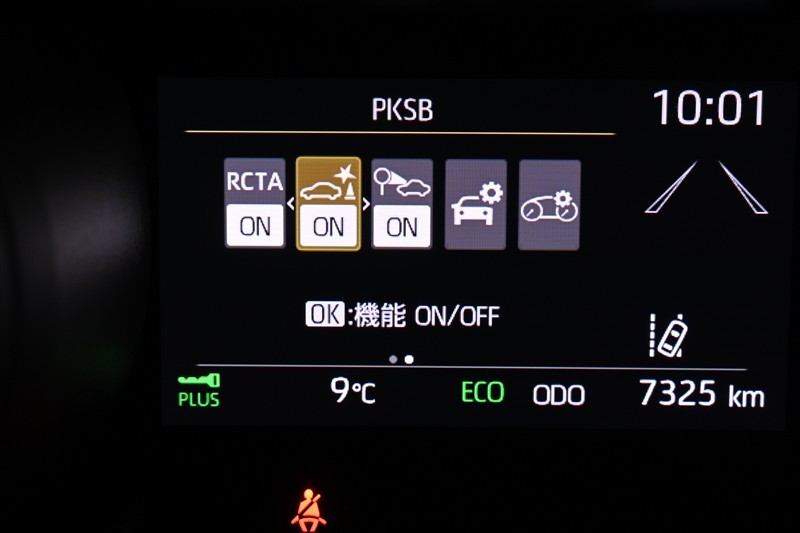 PKSB
10:01
RCTA
ON
ON
ON
OK:機能 ON/OFF
PLUS
9°C
ECO
ODO
7325 km